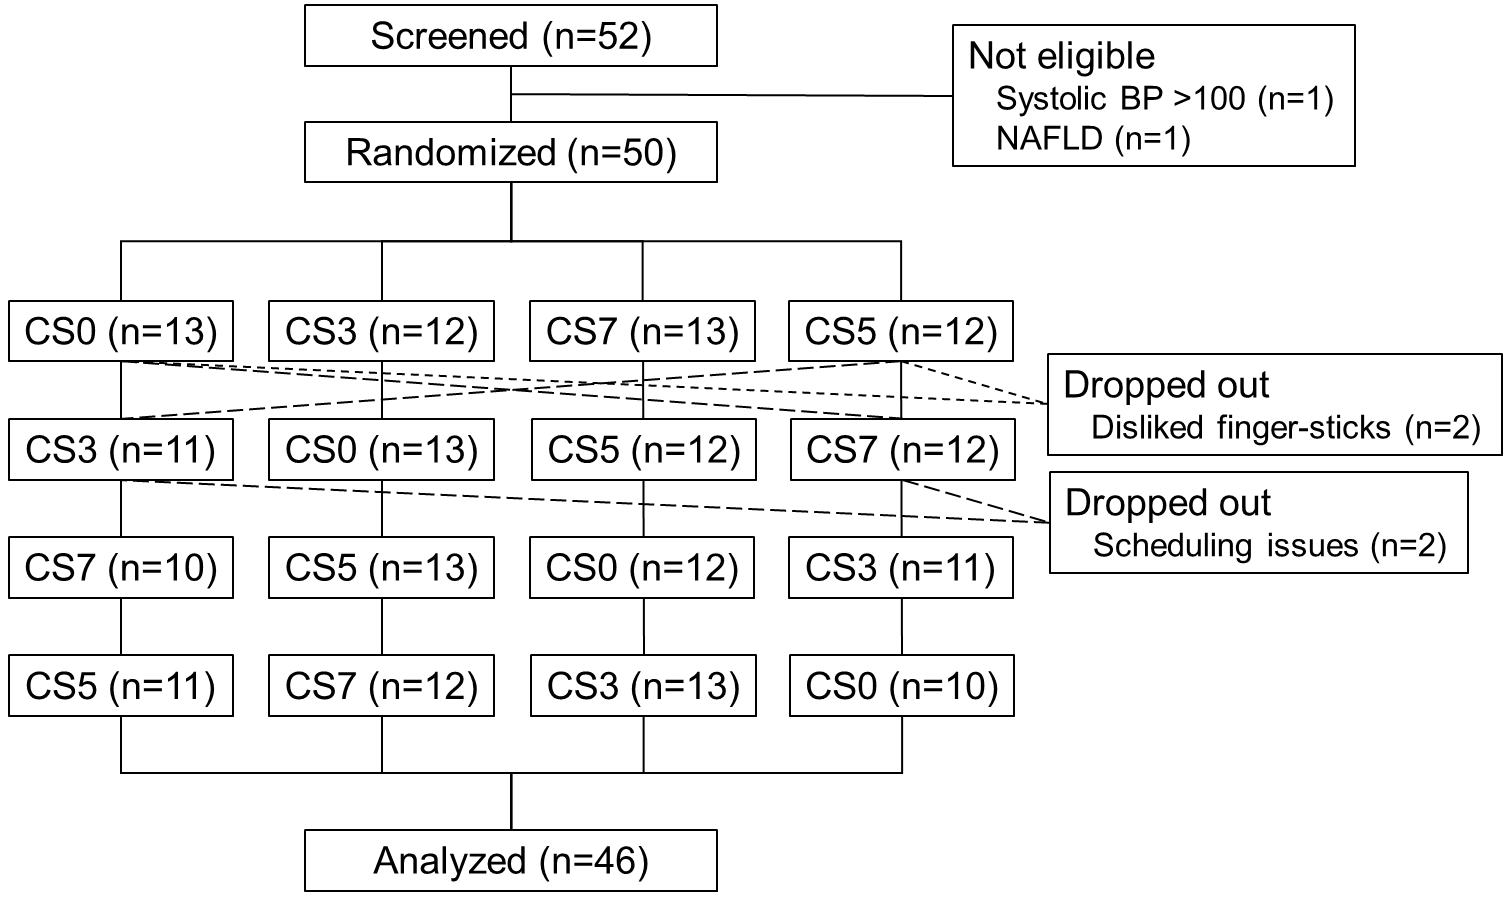 Screened (n=52)
Not eligible
Systolic BP >100 (n=1)
NAFLD (n=1)
Randomized (n=50)
CS0 (n=13)
CS3 (n=12)
CS7 (n=13)
CS5 (n=12)
Dropped out
Disliked finger-sticks (n=2)
CS3 (n=11)
CS0 (n=13)
CS5 (n=12)
CS7 (n=12)
Dropped out
Scheduling issues (n=2)
CS7 (n=10)
CS5 (n=13)
CS0 (n=12)
CS3 (n=11)
CS5 (n=11)
CS7 (n=12)
CS3 (n=13)
CS0 (n=10)
Analyzed (n=46)